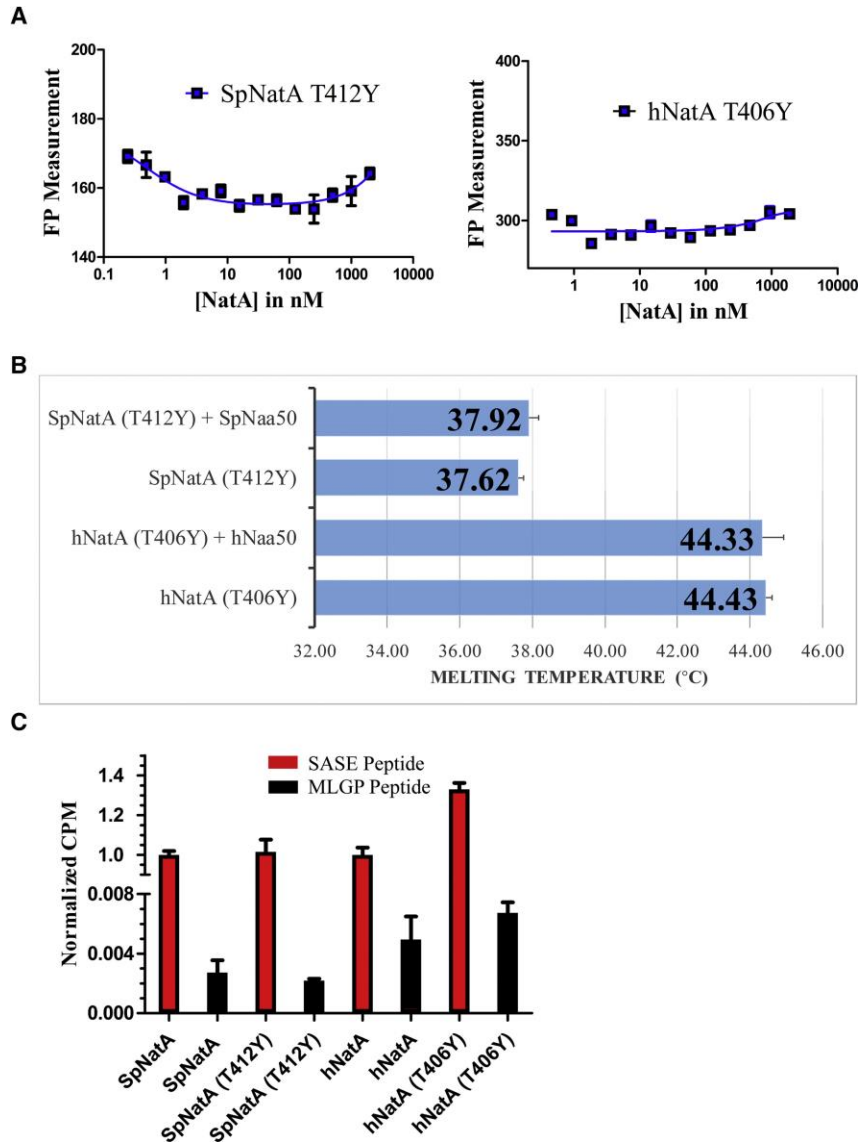 A
200
180
160
140
FP Measurement
SpNatA T412Y
0.1 1 10 100 1000 10000
[NatA] in nM
400
350
300
FP Measurement
hNatA T406Y
1 10 100 1000 10000
[NatA] in nM
B
SpNatA (T412Y) + SpNaa50
37.92
SpNatA (T412Y)
37.62
hNatA (T406Y) + hNaa50
44.33
hNatA (T406Y)
44.43
32.00 34.00 36.00 38.00 40.00 42.00 44.00 46.00
MELTING TEMPERATURE (°C)
C
SASE Peptide
MLGP Peptide
Normalized CPM
1.4
1.2
1.0
0.008
0.004
0.000
SpNatA
SpNatA
SpNatA (T412Y)
SpNatA (T412Y)
hNatA
hNatA
hNatA (T406Y)
hNatA (T406Y)